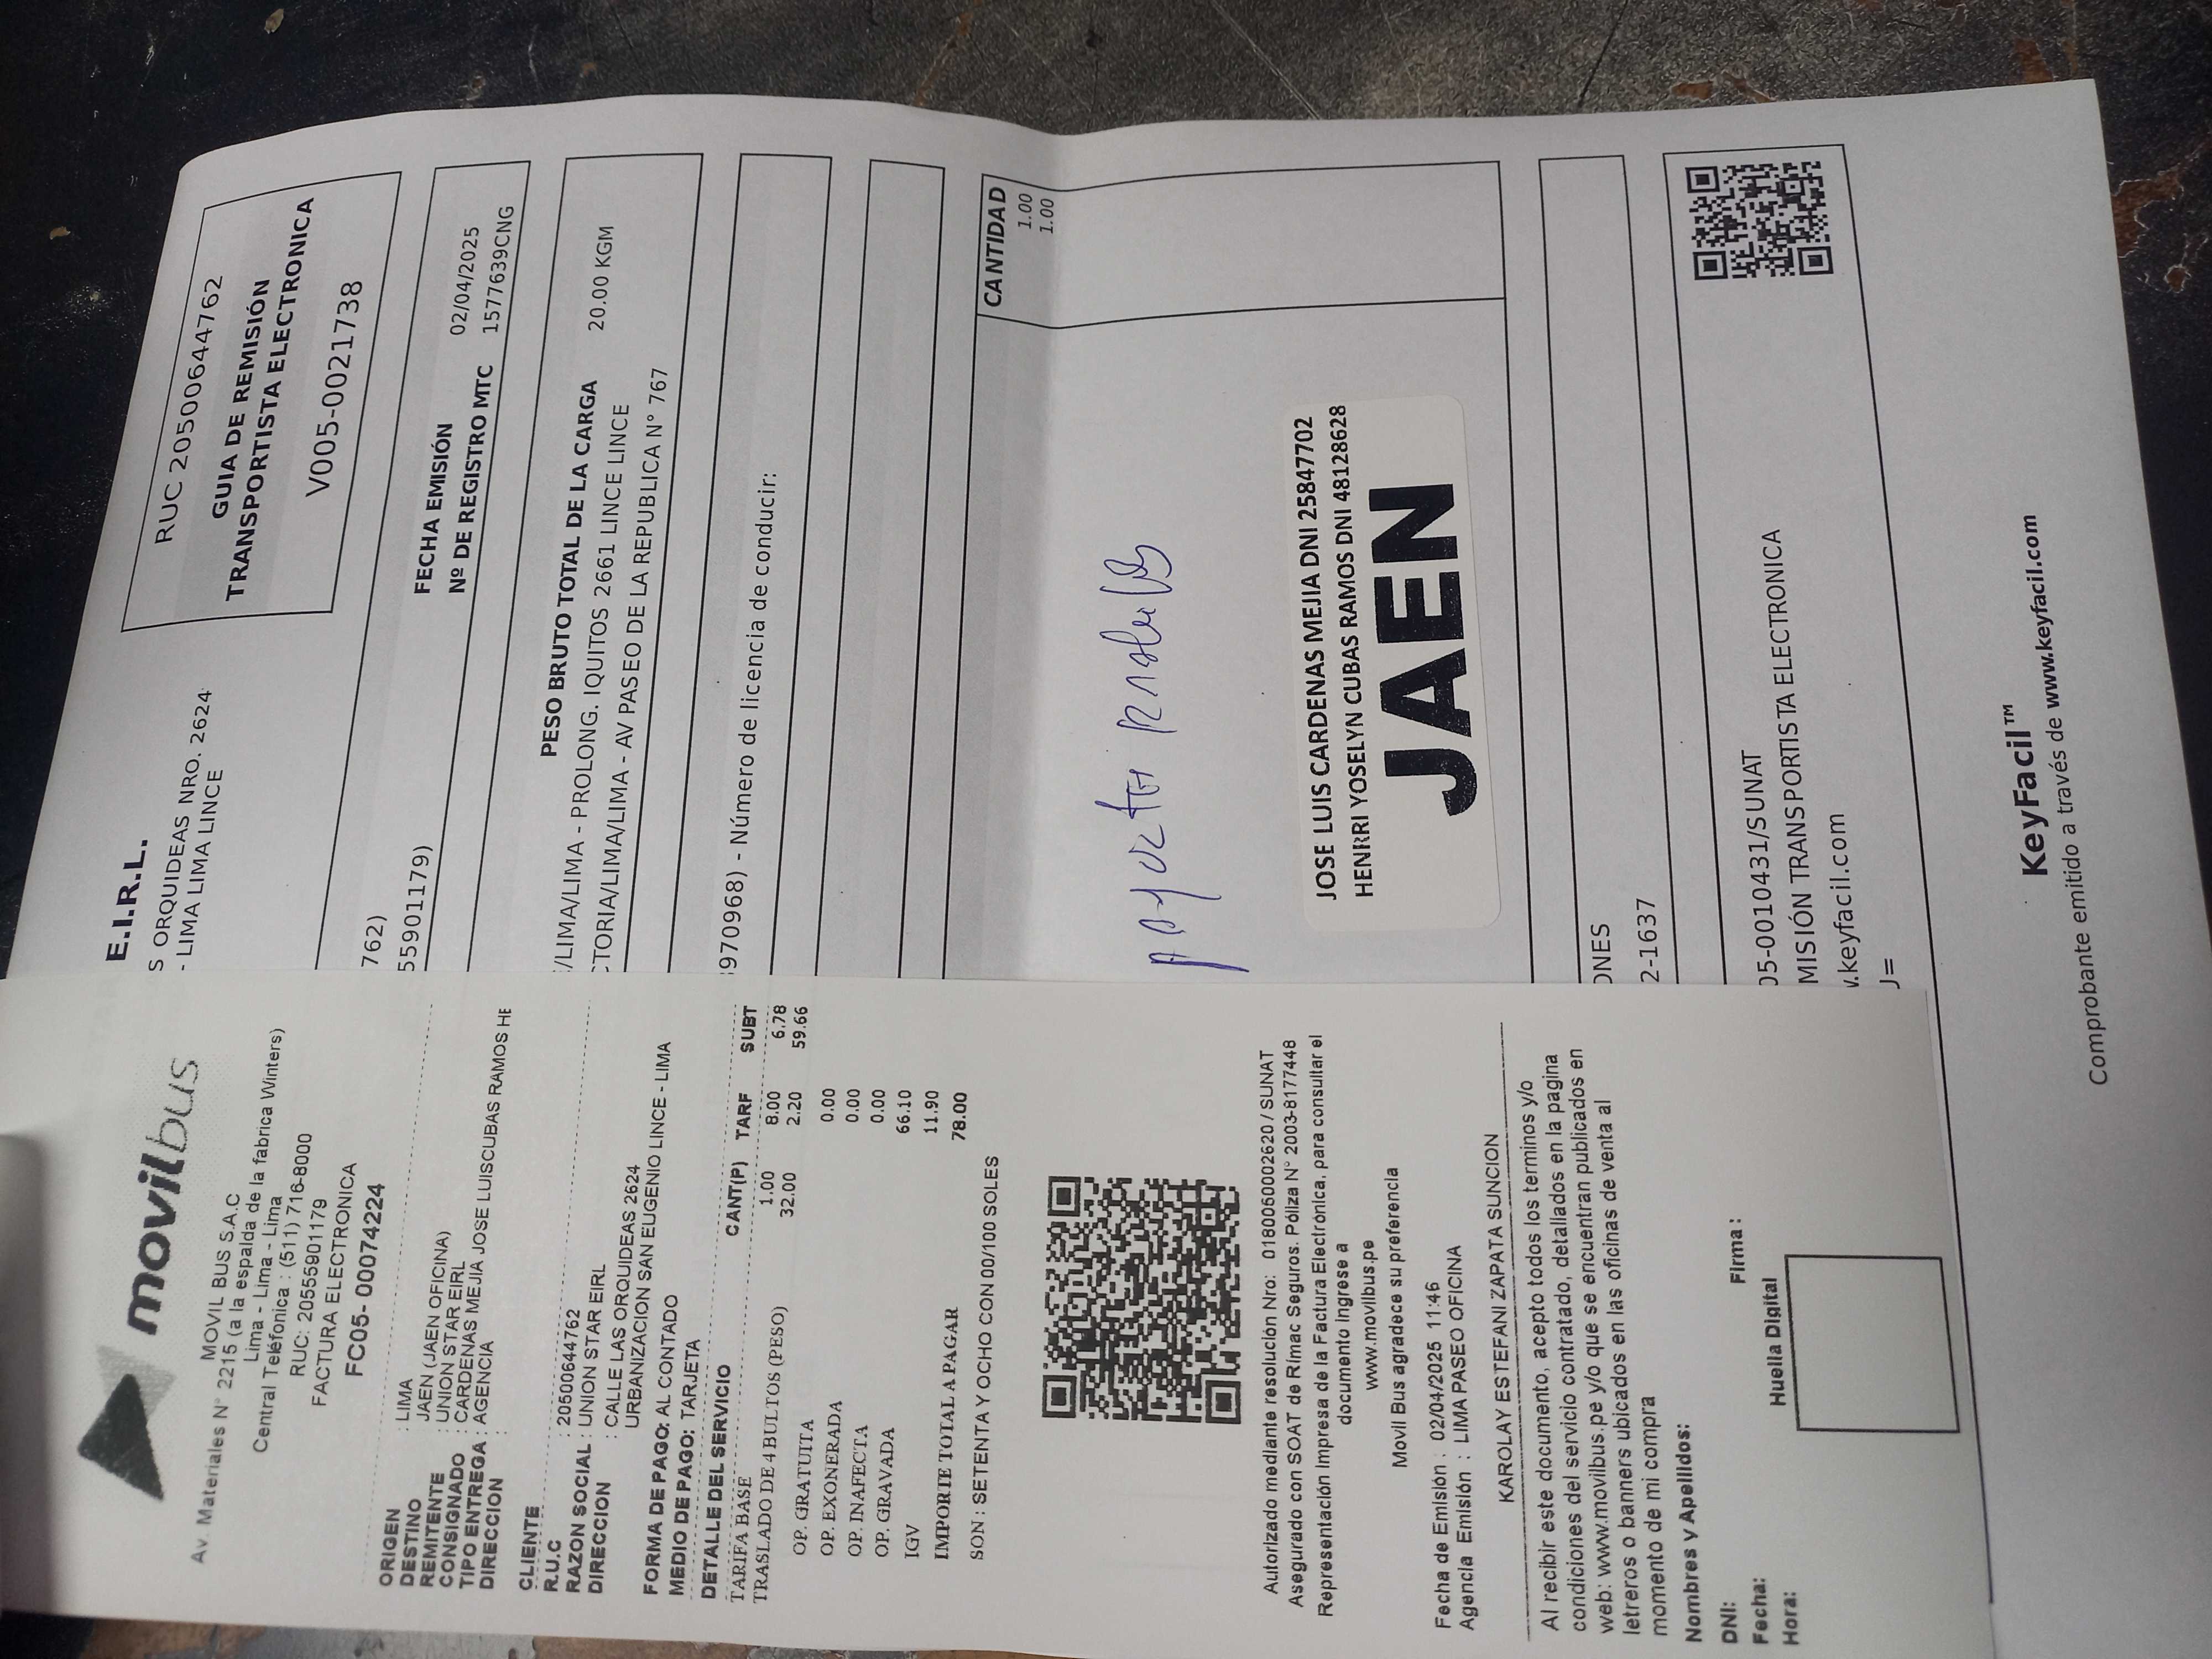 movilbus
MOVIL BUS S.A.C
Av. Materiales N° 2215 (a la espalda de la fabrica Winters)
Lima - Lima - Lima
Central Teléfonica : (511) 716-8000
RUC: 20555901179
FACTURA ELECTRONICA
FC05- 00074224
ORIGEN : LIMA
DESTINO JAEN (JAEN OFICINA)
REMITENTE : UNION STAR EIRL
CONSIGNADO : CARDENAS MEJIA JOSE LUISCUBAS RAMOS HE
TIPO ENTREGA : AGENCIA
DIRECCION :
CLIENTE
R.U.C : 20500644762
RAZON SOCIAL : UNION STAR EIRL
DIRECCION : CALLE LAS ORQUIDEAS 2624
URBANIZACION SAN EUGENIO LINCE - LIMA
FORMA DE PAGO: AL CONTADO
MEDIO DE PAGO: TARJETA
DETALLE DEL SERVICIO CANT(P) TARF SUBT
TARIFA BASE 1.00 8.00 6.78
TRASLADO DE 4 BULTOS (PESO) 32.00 2.20 59.66
OP. GRATUITA 0.00
OP. EXONERADA 0.00
OP. INAFECTA 0.00
OP. GRAVADA 66.10
IGV 11.90
IMPORTE TOTAL A PAGAR 78.00
SON : SETENTA Y OCHO CON 00/100 SOLES
Autorizado mediante resolución Nro: 0180060002620 / SUNAT
Asegurado con SOAT de Rimac Seguros. Póliza N° 2003-8177448
Representación Impresa de la Factura Electrónica, para consultar el
documento ingrese a
www.movilbus.pe
Movil Bus agradece su preferencia
Fecha de Emisión : 02/04/2025 11:46
Agencia Emisión : LIMA PASEO OFICINA
KAROLAY ESTEFANI ZAPATA SUNCION
Al recibir este documento, acepto todos los terminos y/o
condiciones del servicio contratado, detallados en la pagina
web: www.movilbus.pe y/o que se encuentran publicados en
letreros o banners ubicados en las oficinas de venta al
momento de mi compra
Nombres y Apellidos:
DNI: Firma :
Fecha: Huella Digital
Hora:
E.I.R.L.
S ORQUIDEAS NRO. 2624
- LIMA LIMA LINCE
RUC 20500644762
GUIA DE REMISIÓN
TRANSPORTISTA ELECTRONICA
V005-0021738
762)
55901179)
FECHA EMISIÓN 02/04/2025
Nº DE REGISTRO MTC 1577639CNG
PESO BRUTO TOTAL DE LA CARGA 20.00 KGM
/LIMA/LIMA - PROLONG. IQUITOS 2661 LINCE LINCE
CTORIA/LIMA/LIMA - AV PASEO DE LA REPUBLICA N° 767
970968) - Número de licencia de conducir:
CANTIDAD
1.00
1.00
JOSE LUIS CARDENAS MEJIA DNI 25847702
HENRRI YOSELYN CUBAS RAMOS DNI 48128628
JAEN
ONES
2-1637
05-0010431/SUNAT
MISIÓN TRANSPORTISTA ELECTRONICA
v.keyfacil.com
J=
KeyFacil™
Comprobante emitido a través de www.keyfacil.com